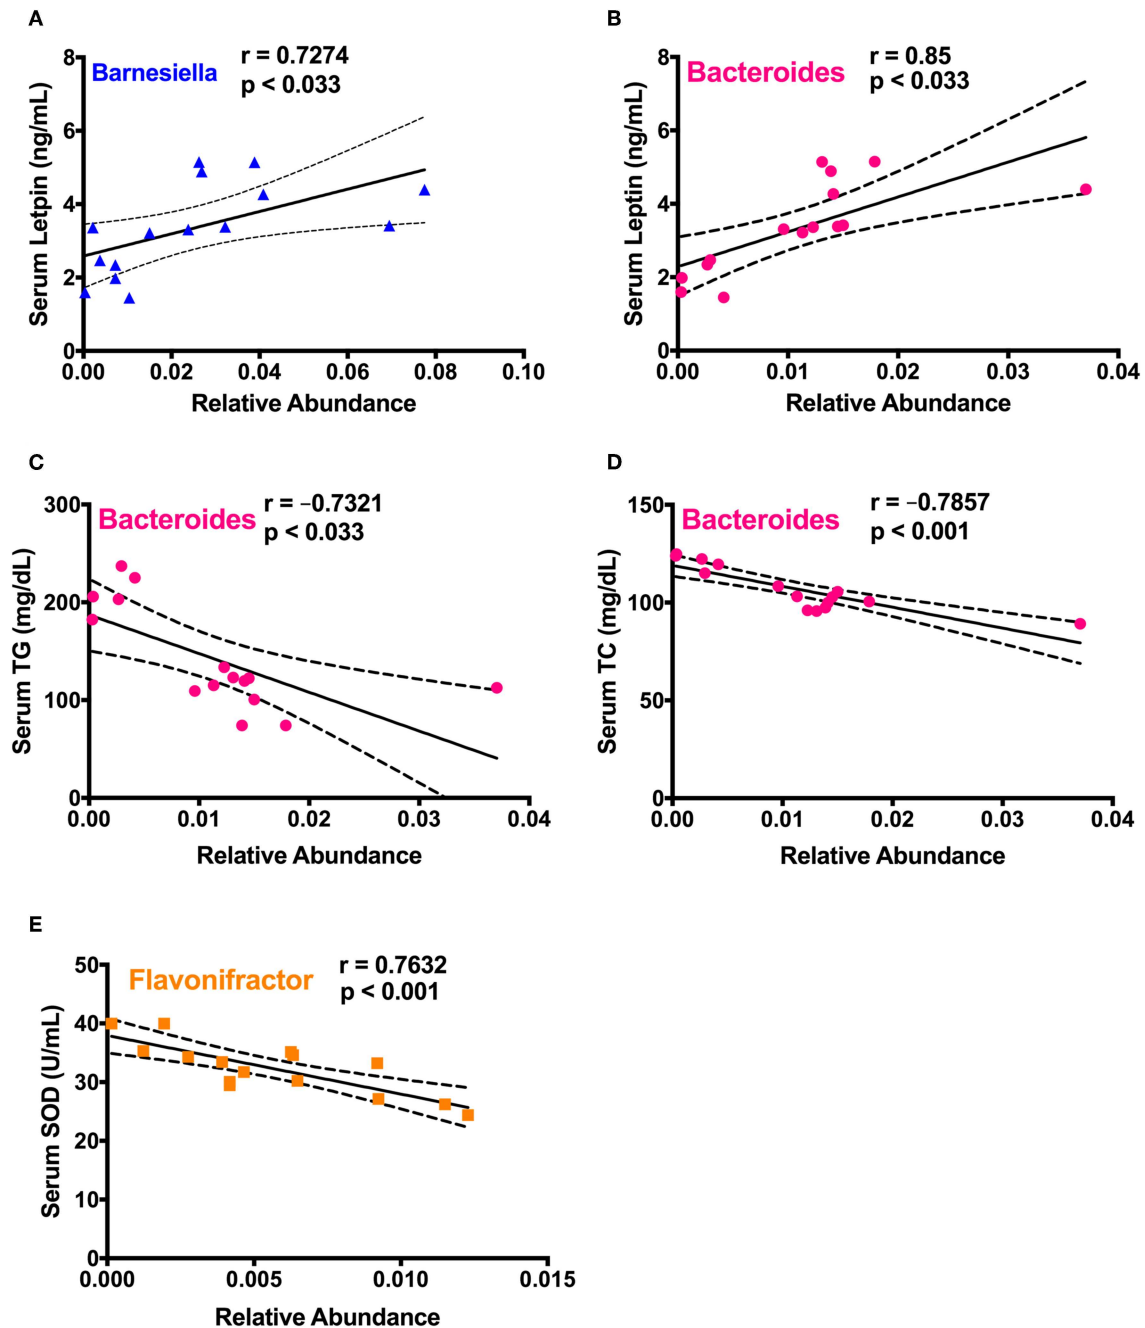 A
Barnesiella
r = 0.7274
p < 0.033
Serum Letpin (ng/mL)
8
6
4
2
0
0.00 0.02 0.04 0.06 0.08 0.10
Relative Abundance
B
Bacteroides
r = 0.85
p < 0.033
Serum Leptin (ng/mL)
8
6
4
2
0
0.00 0.01 0.02 0.03 0.04
Relative Abundance
C
Bacteroides
r = −0.7321
p < 0.033
Serum TG (mg/dL)
300
200
100
0
0.00 0.01 0.02 0.03 0.04
Relative Abundance
D
Bacteroides
r = −0.7857
p < 0.001
Serum TC (mg/dL)
150
100
50
0
0.00 0.01 0.02 0.03 0.04
Relative Abundance
E
Flavonifractor
r = 0.7632
p < 0.001
Serum SOD (U/mL)
50
40
30
20
10
0
0.000 0.005 0.010 0.015
Relative Abundance